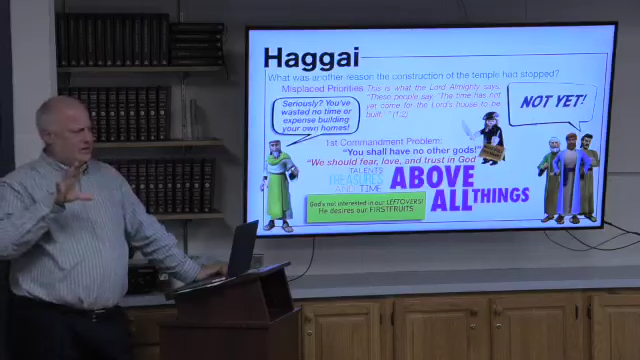 Haggai
What was another reason the construction of the temple had stopped?
Misplaced Priorities
This is what the Lord Almighty says:
"These people say, 'The time has not
yet come for the Lord's house to be
built.' " (1:2)
Seriously? You've
wasted no time or
expense building
your own homes!
NOT YET!
1st Commandment Problem:
"You shall have no other gods!"
"We should fear, love, and trust in God
TALENTS
TREASURES
AND TIME
ABOVE
ALL THINGS
God's not interested in our LEFTOVERS!
He desires our FIRSTFRUITS